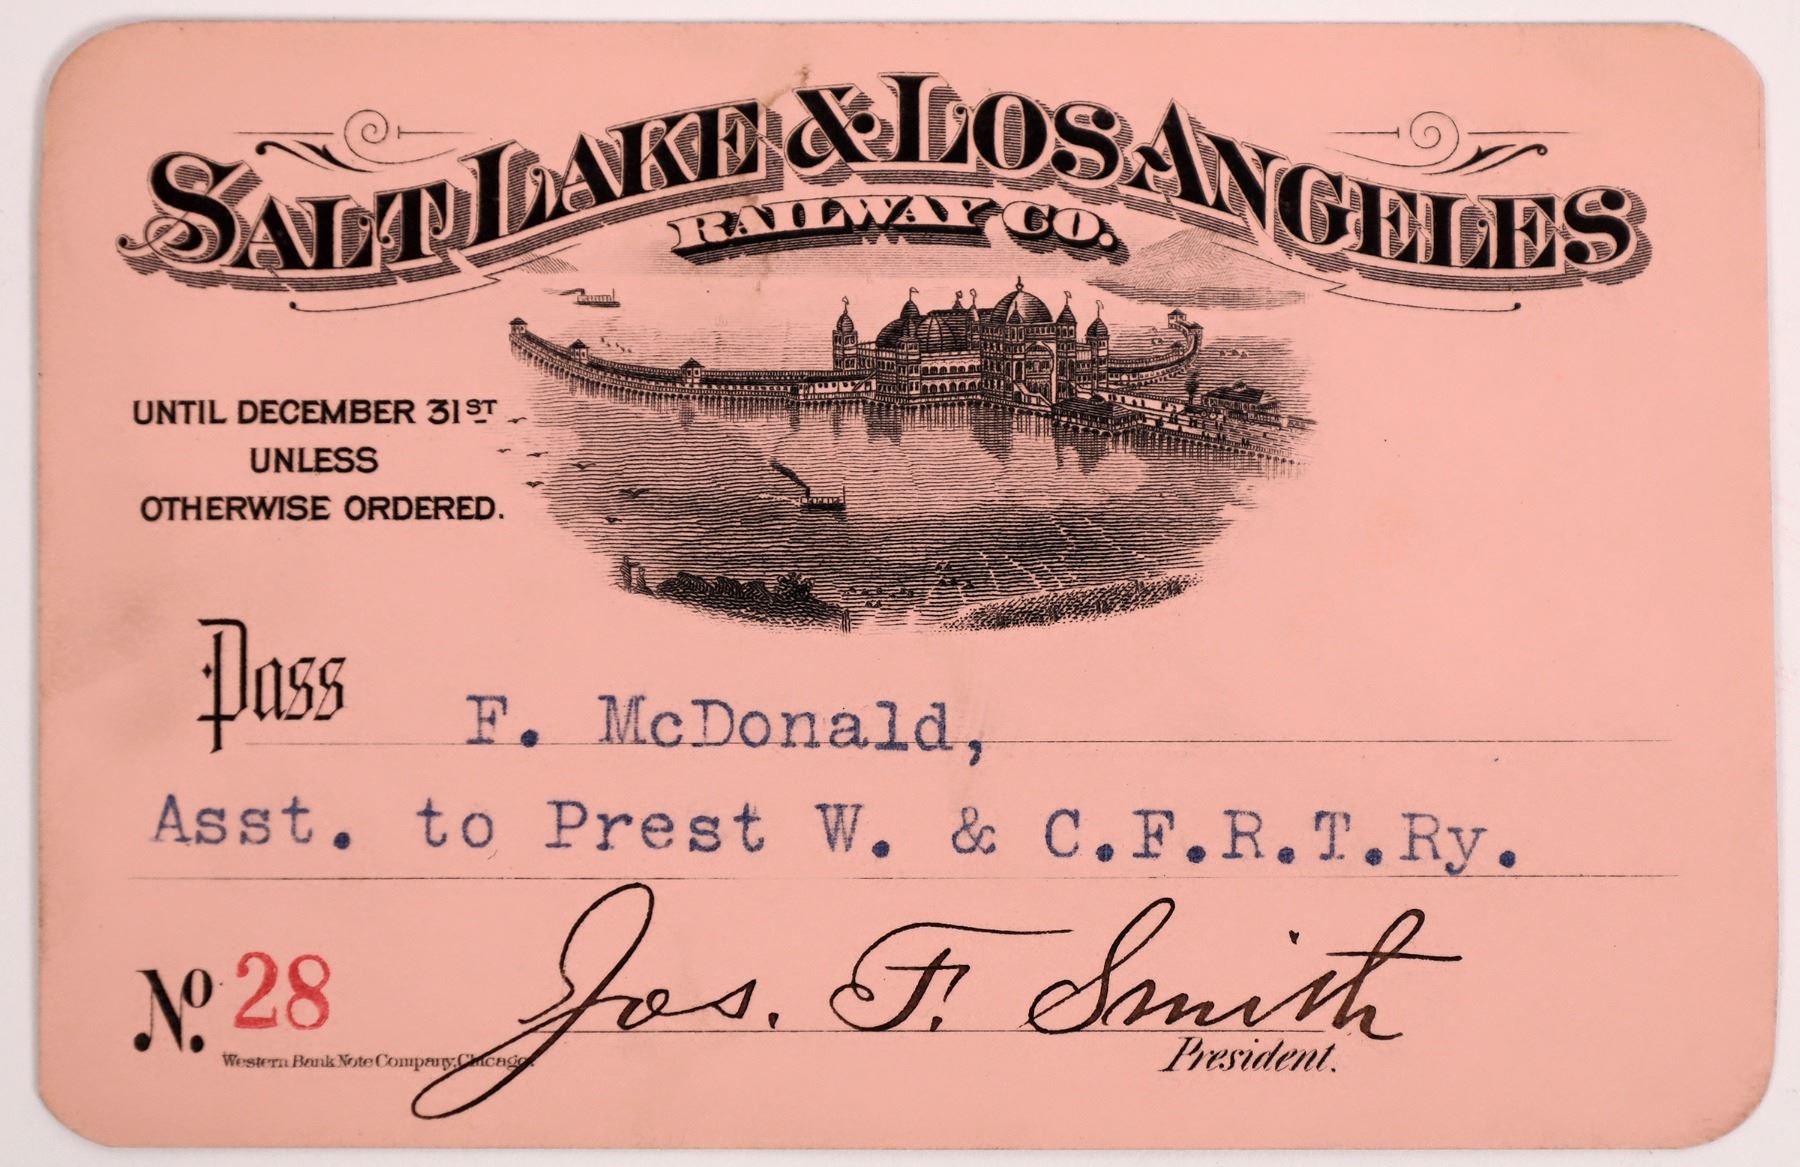 SALT LAKE & LOS ANGELES
RAILWAY CO.
UNTIL DECEMBER 31ST
UNLESS
OTHERWISE ORDERED.
Pass F. McDonald,
Asst. to Prest W. & C.F.R.T.Ry.
No. 28
Jos. F. Smith
President.
Western Bank Note Company, Chicago.